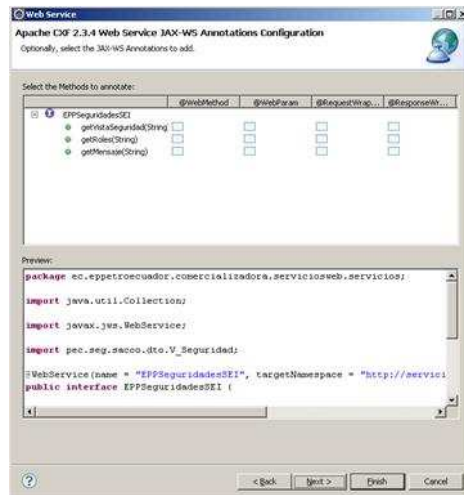 Web Service
Apache CXF 2.3.4 Web Service JAX-WS Annotations Configuration
Optionally, select the JAX-WS Annotations to add.
Select the Methods to annotate:
@WebMethod @WebParam @RequestWrap... @ResponseWr...
EPPSeguridadesSEI
getVistaSeguridad(String
getRoles(String)
getMensaje(String)
Preview:
package ec.eppetroecuador.comercializadora.serviciosweb.servicios;
import java.util.Collection;
import javax.jws.WebService;
import pec.seg.sacco.dto.V_Seguridad;
@WebService(name = "EPPSeguridadesSEI", targetNamespace = "http://servici
public interface EPPSeguridadesSEI {
< Back Next > Finish Cancel